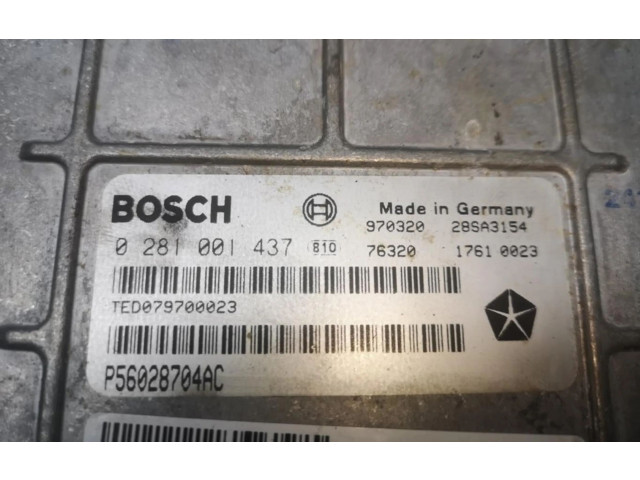 BOSCH Made in Germany
970320 28SA3154
0 281 001 437 810 76320 1761 0023
TED079700023
P56028704AC